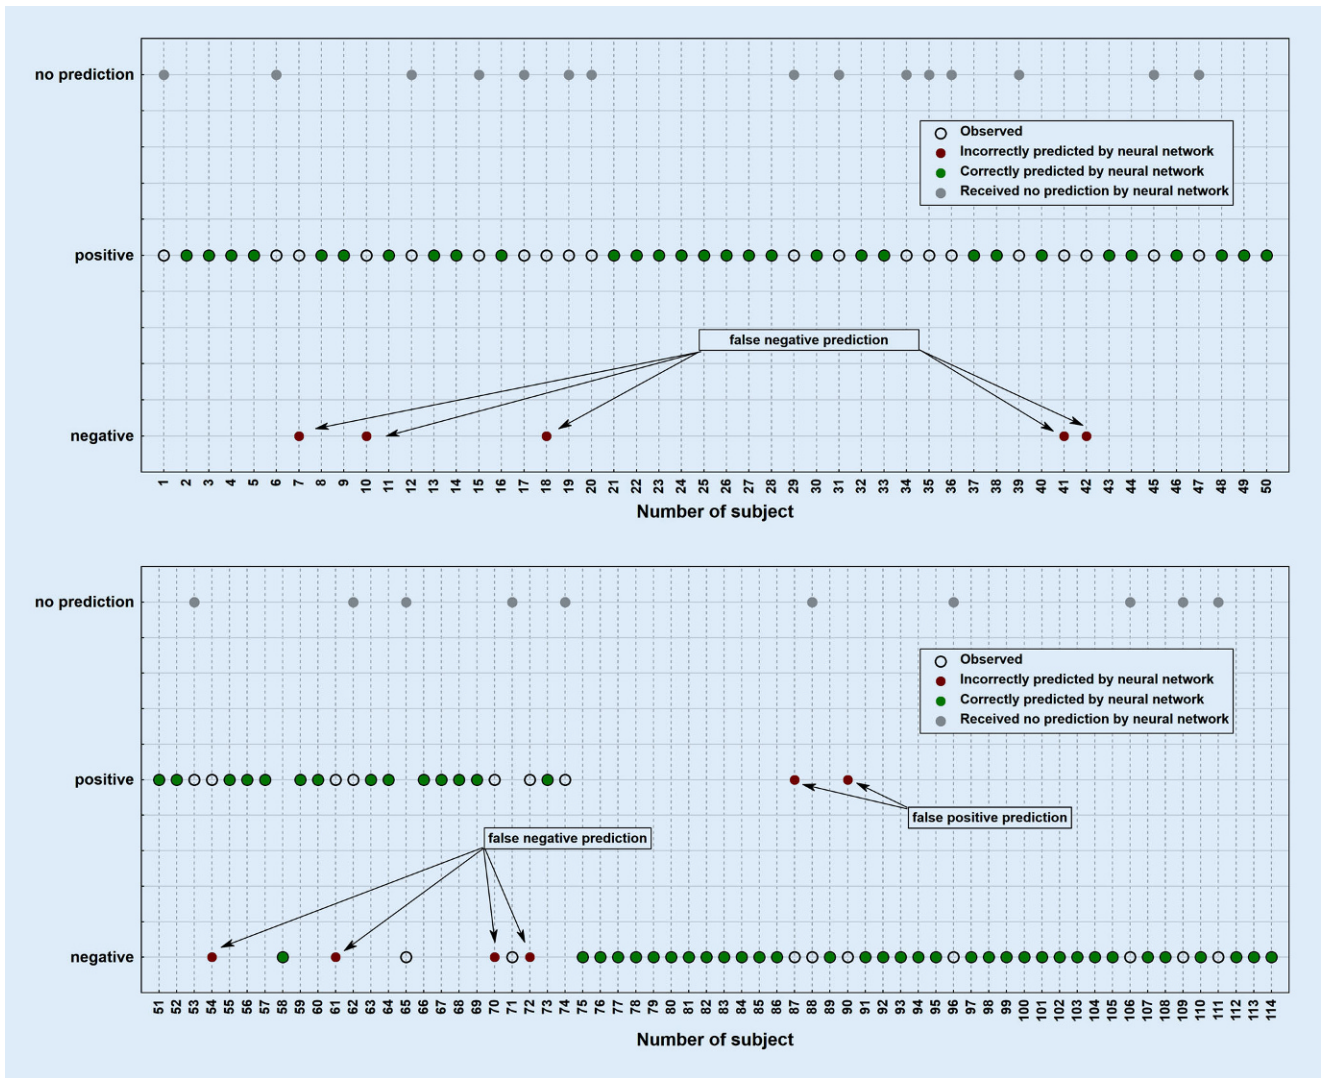 no prediction
Observed
Incorrectly predicted by neural network
Correctly predicted by neural network
Received no prediction by neural network
positive
false negative prediction
negative
1 2 3 4 5 6 7 8 9 10 11 12 13 14 15 16 17 18 19 20 21 22 23 24 25 26 27 28 29 30 31 32 33 34 35 36 37 38 39 40 41 42 43 44 45 46 47 48 49 50
Number of subject
no prediction
Observed
Incorrectly predicted by neural network
Correctly predicted by neural network
Received no prediction by neural network
positive
false positive prediction
false negative prediction
negative
51 52 53 54 55 56 57 58 59 60 61 62 63 64 65 66 67 68 69 70 71 72 73 74 75 76 77 78 79 80 81 82 83 84 85 86 87 88 89 90 91 92 93 94 95 96 97 98 99 100 101 102 103 104 105 106 107 108 109 110 111 112 113 114
Number of subject